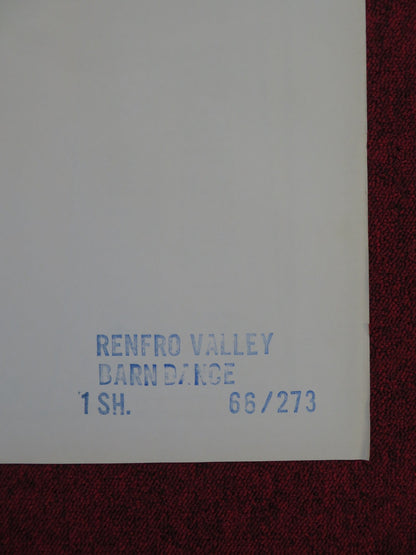 RENFRO VALLEY
BARN DANCE
1 SH. 66/273